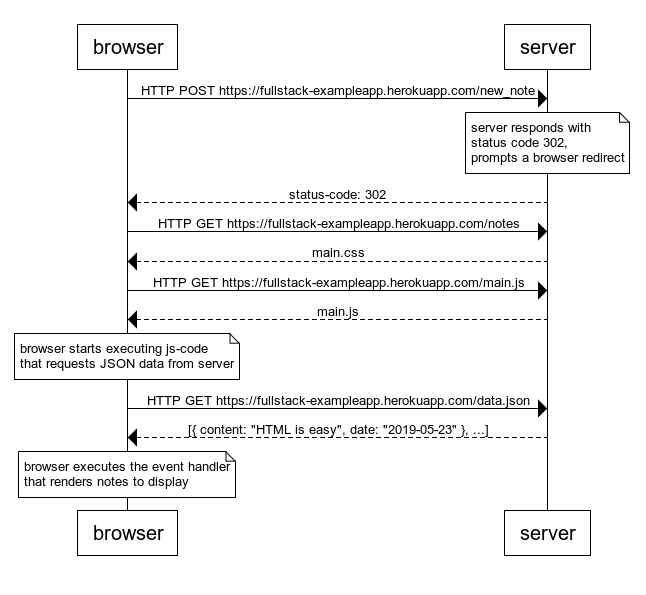 browser
server
HTTP POST https://fullstack-exampleapp.herokuapp.com/new_note
server responds with
status code 302,
prompts a browser redirect
status-code: 302
HTTP GET https://fullstack-exampleapp.herokuapp.com/notes
main.css
HTTP GET https://fullstack-exampleapp.herokuapp.com/main.js
main.js
browser starts executing js-code
that requests JSON data from server
HTTP GET https://fullstack-exampleapp.herokuapp.com/data.json
[{ content: "HTML is easy", date: "2019-05-23" }, ...]
browser executes the event handler
that renders notes to display
browser
server